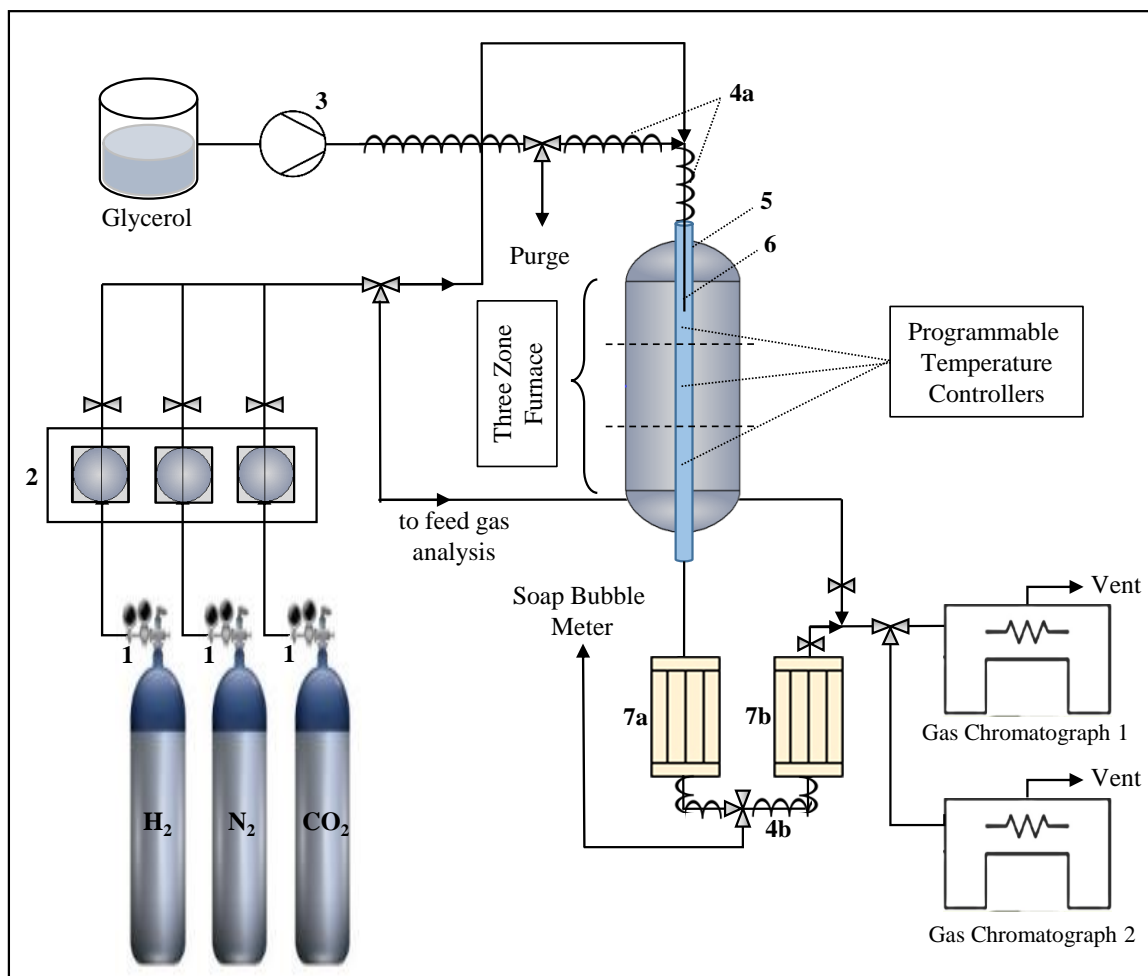 4a
3
Glycerol
Purge
5
6
Three Zone
Furnace
Programmable
Temperature
Controllers
2
to feed gas
analysis
Soap Bubble
Meter
Vent
1
1
1
7a
7b
Gas Chromatograph 1
Vent
H₂
N₂
CO₂
4b
Gas Chromatograph 2